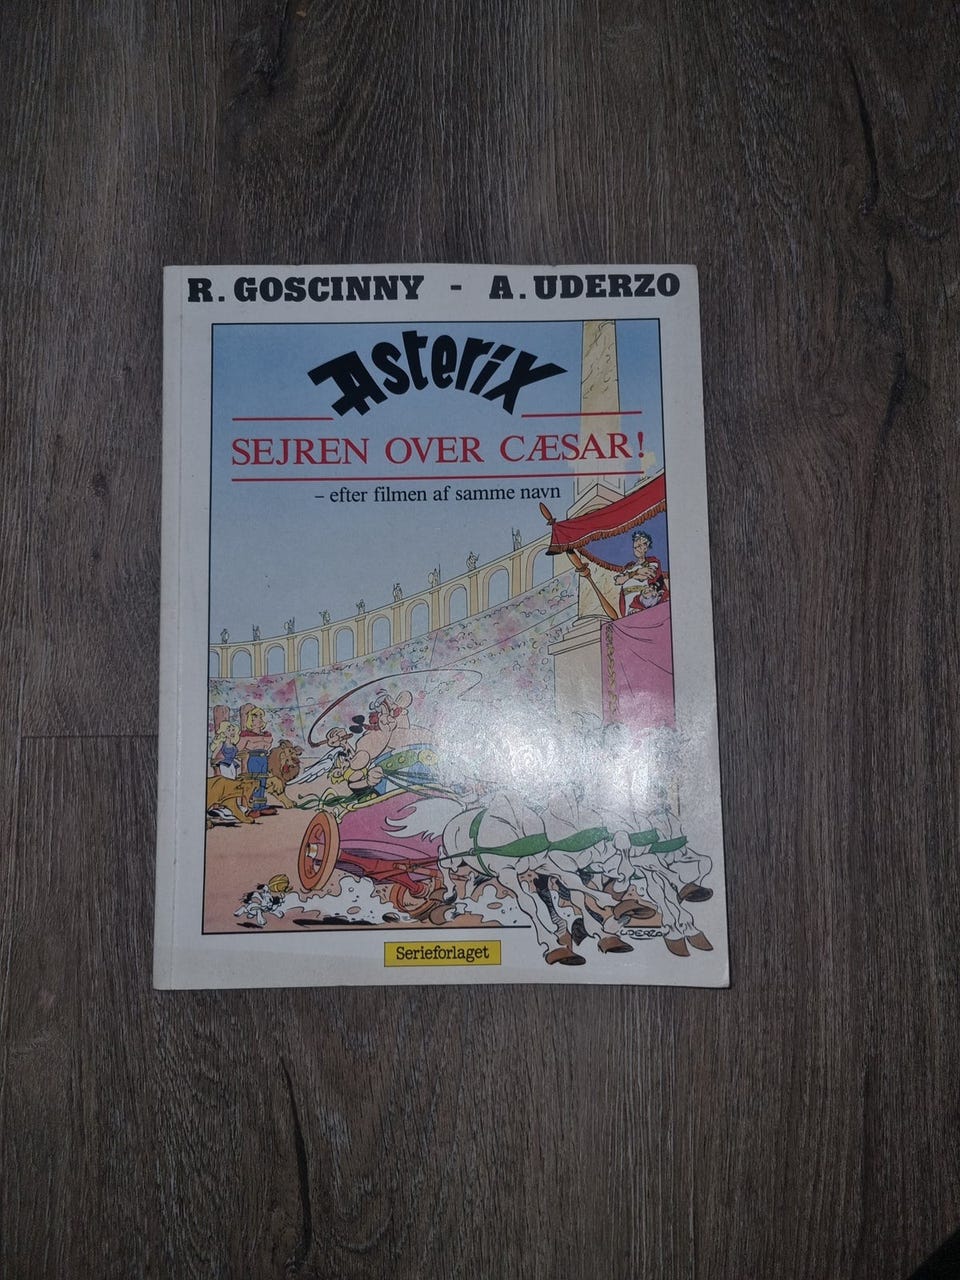 R. GOSCINNY - A. UDERZO
Asterix
SEJREN OVER CÆSAR!
– efter filmen af samme navn
UDERZO
Serieforlaget